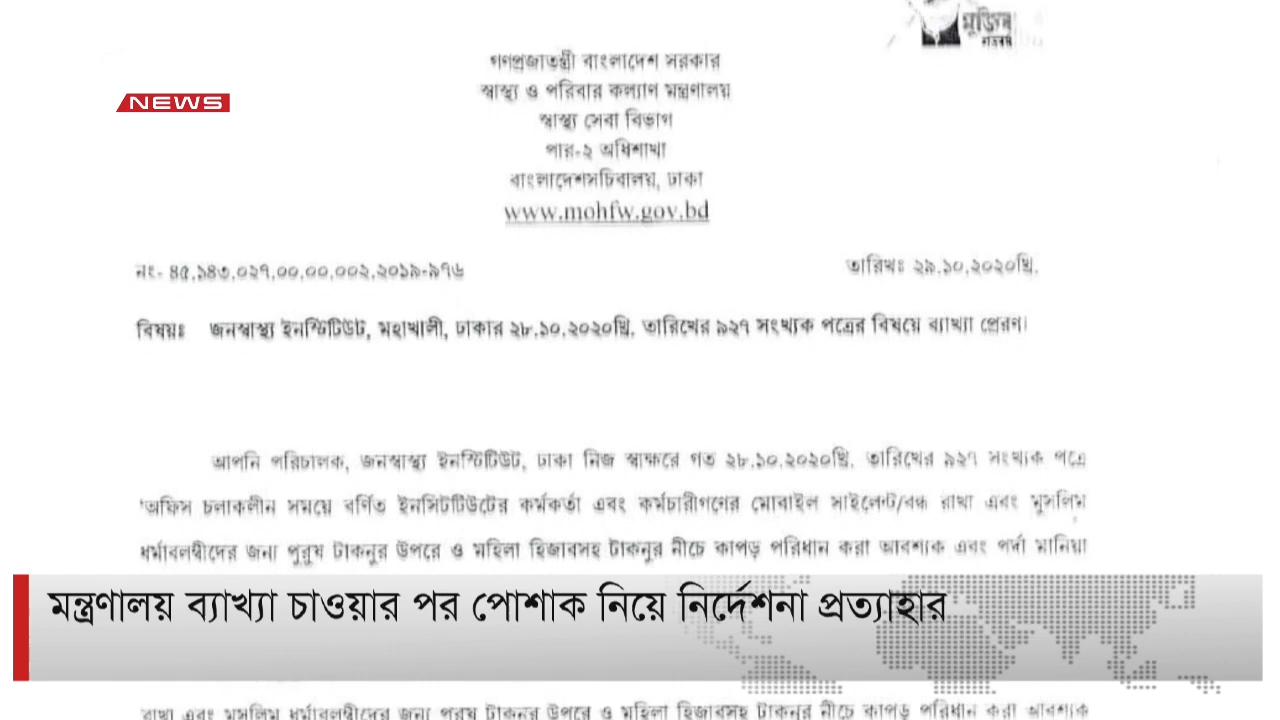 মুজিব
শতবর্ষ
গণপ্রজাতন্ত্রী বাংলাদেশ সরকার
স্বাস্থ্য ও পরিবার কল্যাণ মন্ত্রণালয়
NEWS
স্বাস্থ্য সেবা বিভাগ
পার-২ অধিশাখা
বাংলাদেশসচিবালয়, ঢাকা
www.mohfw.gov.bd
নং- ৪৫.১৪৩.০২৭.০০.০০.০০২.২০১৯-৯৭৬
তারিখঃ ২৯.১০.২০২০খ্রি.
বিষয়ঃ জনস্বাস্থ্য ইনস্টিটিউট, মহাখালী, ঢাকার ২৮.১০.২০২০খ্রি. তারিখের ৯২৭ সংখ্যক পত্রের বিষয়ে ব্যাখ্যা প্রেরণ।
আপনি পরিচালক, জনস্বাস্থ্য ইনস্টিটিউট, ঢাকা নিজ স্বাক্ষরে গত ২৮.১০.২০২০খ্রি. তারিখের ৯২৭ সংখ্যক পত্রে
'অফিস চলাকলীন সময়ে বর্ণিত ইনসিটটিউটের কর্মকর্তা এবং কর্মচারীগণের মোবাইল সাইলেন্ট/বন্ধ রাখা এবং মুসলিম
ধর্মাবলম্বীদের জন্য পুরুষ টাকনুর উপরে ও মহিলা হিজাবসহ টাকনুর নীচে কাপড় পরিধান করা আবশ্যক এবং পর্দা মানিয়া
মন্ত্রণালয় ব্যাখ্যা চাওয়ার পর পোশাক নিয়ে নির্দেশনা প্রত্যাহার
রাখা এবং মুসলিম ধর্মাবলম্বীদের জন্য পুরুষ টাকনুর উপরে ও মহিলা হিজাবসহ টাকনুর নীচে কাপড় পরিধান করা আবশ্যক